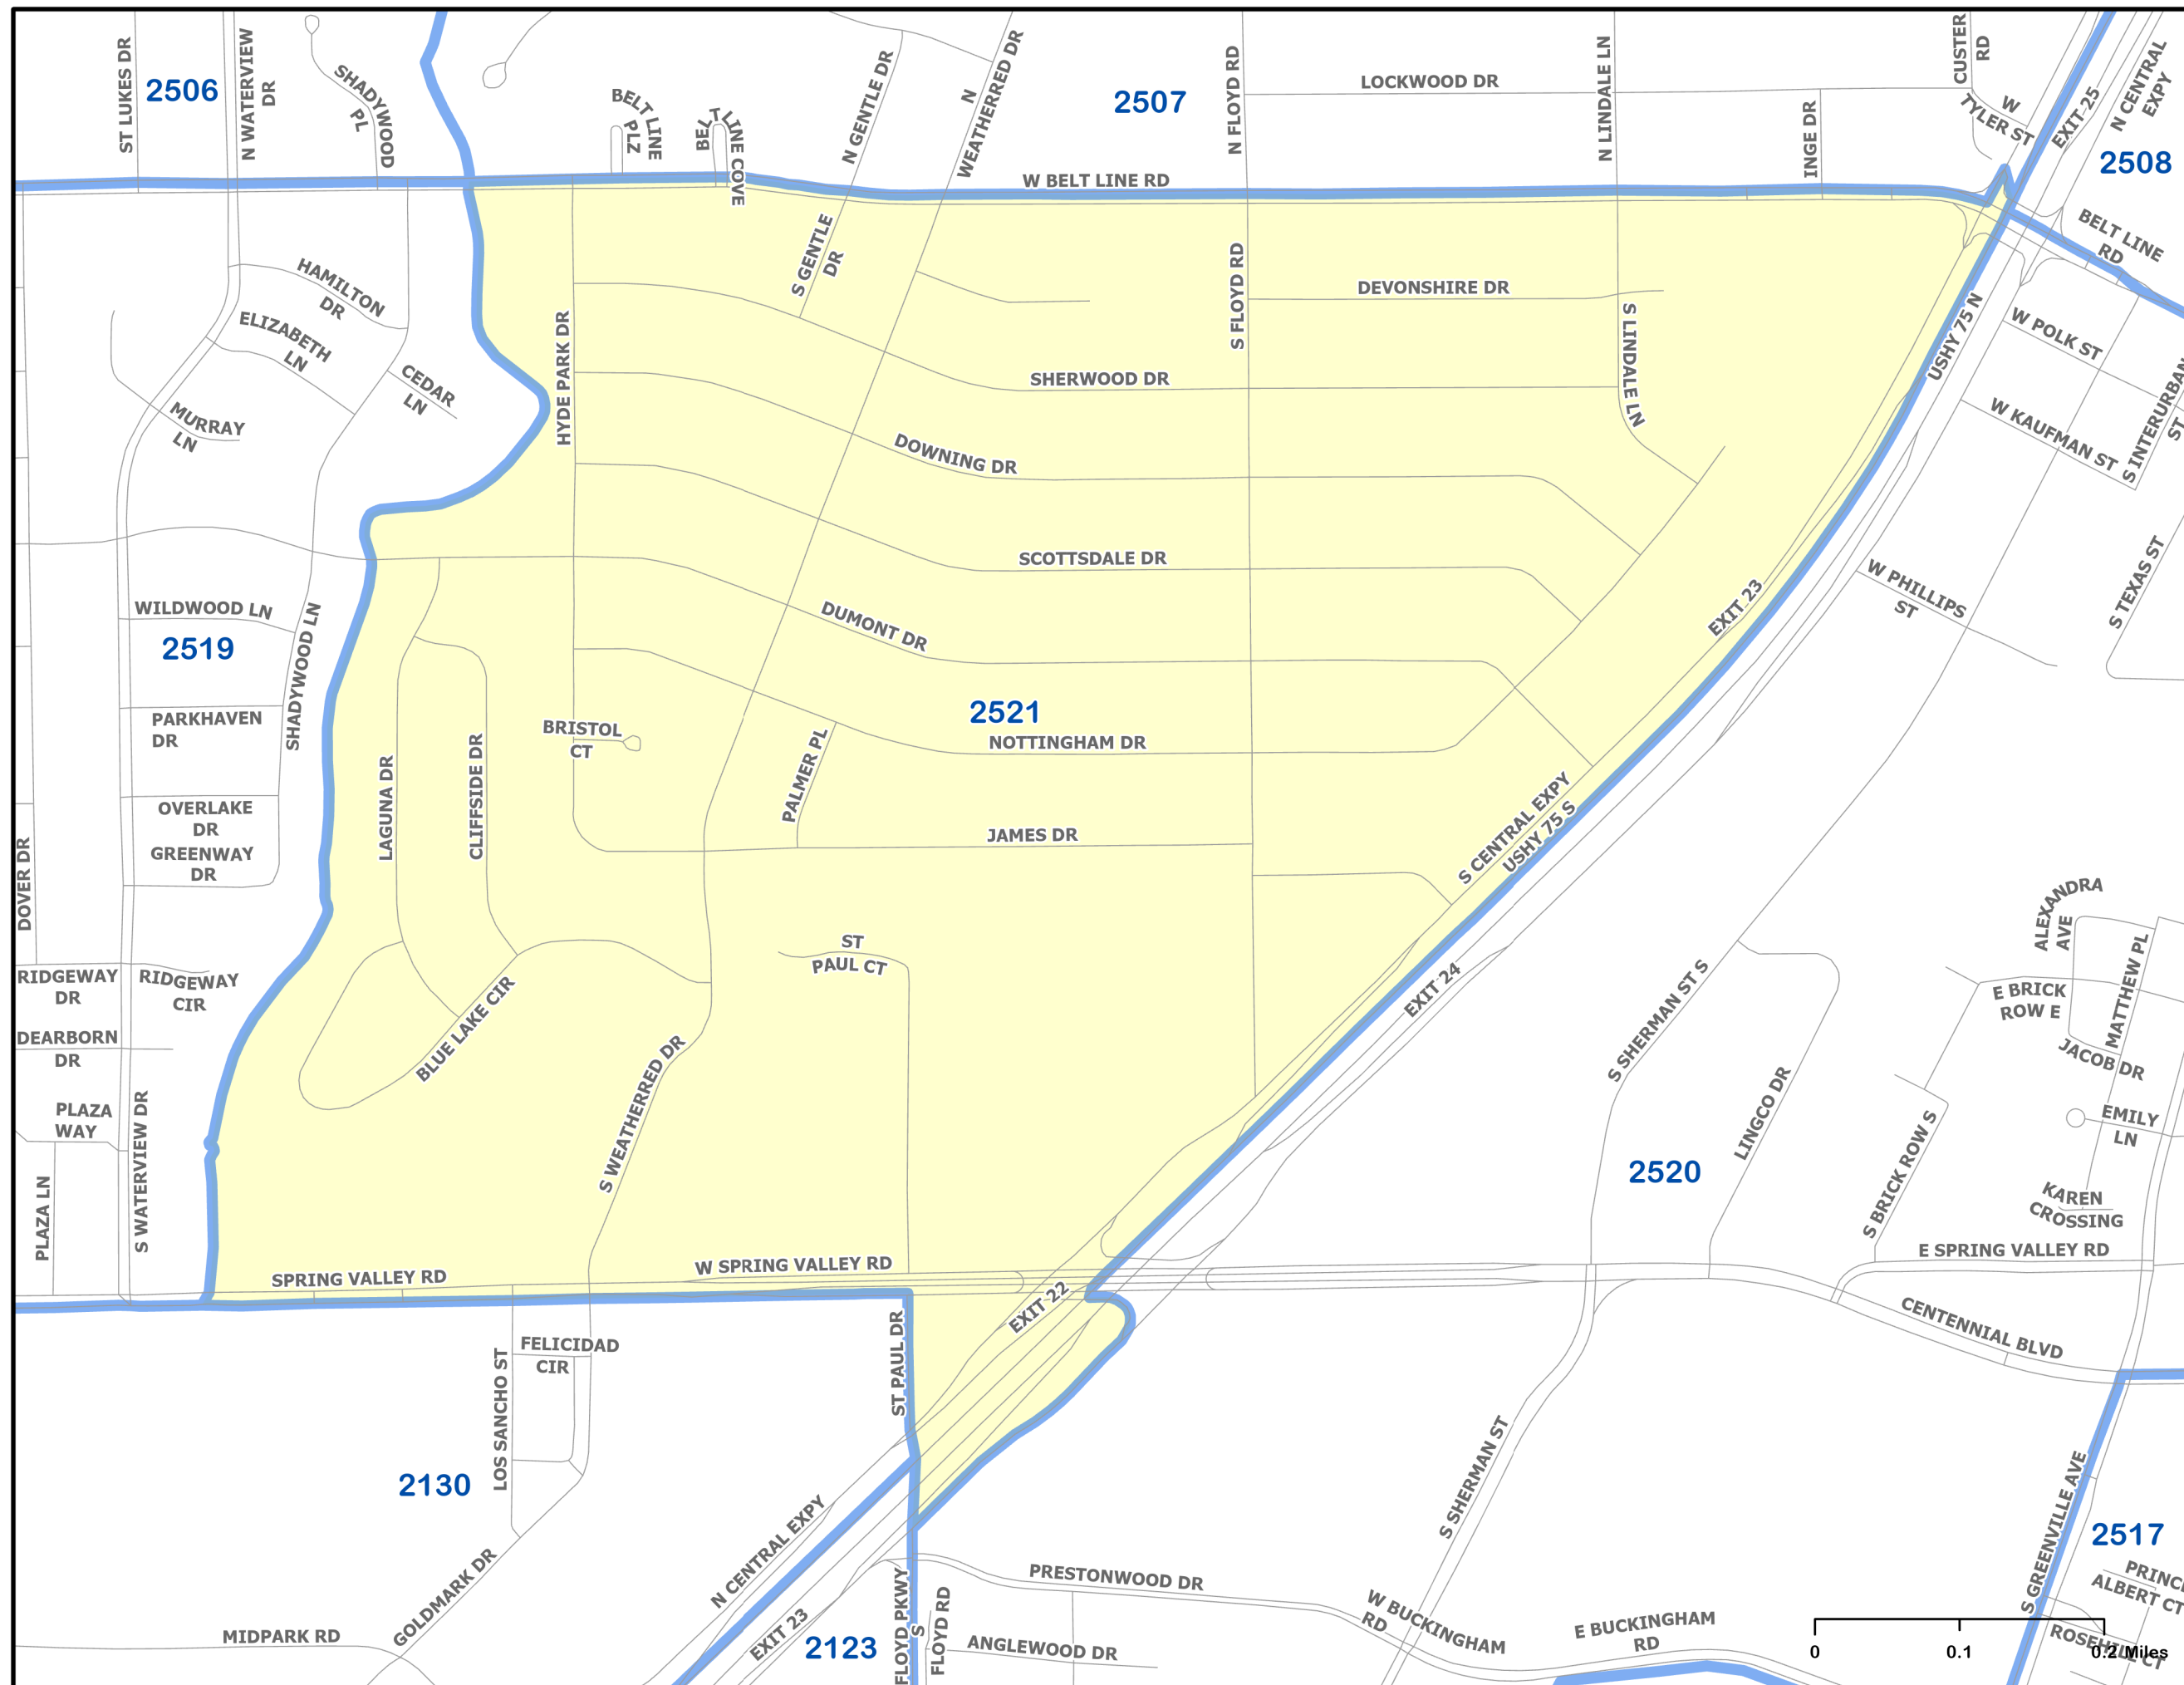 ST LUKES DR
2506
N WATERVIEW
DR
SHADYWOOD
PL
BELT LINE
PLZ
BELT LINE COVE
N GENTLE DR
N
WEATHERRED DR
2507
N FLOYD RD
LOCKWOOD DR
N LINDALE LN
INGE DR
CUSTER
RD
W
TYLER ST
EXIT 25
N CENTRAL
EXPY
2508
W BELT LINE RD
BELT LINE
RD
HAMILTON
DR
ELIZABETH
LN
CEDAR
LN
MURRAY
LN
HYDE PARK DR
S GENTLE
DR
S FLOYD RD
DEVONSHIRE DR
S LINDALE LN
USHY 75 N
W POLK ST
W KAUFMAN ST
S INTERURBAN
ST
SHERWOOD DR
DOWNING DR
SCOTTSDALE DR
DUMONT DR
EXIT 23
W PHILLIPS
ST
S TEXAS ST
WILDWOOD LN
2519
SHADYWOOD LN
PARKHAVEN
DR
OVERLAKE
DR
GREENWAY
DR
DOVER DR
LAGUNA DR
CLIFFSIDE DR
BRISTOL
CT
PALMER PL
2521
NOTTINGHAM DR
JAMES DR
S CENTRAL EXPY
USHY 75 S
ALEXANDRA
AVE
MATTHEW PL
RIDGEWAY
DR
RIDGEWAY
CIR
DEARBORN
DR
PLAZA
WAY
PLAZA LN
S WATERVIEW DR
BLUE LAKE CIR
ST
PAUL CT
S WEATHERRED DR
EXIT 24
S SHERMAN ST S
LINGCO DR
E BRICK
ROW E
JACOB DR
EMILY
LN
S BRICK ROW S
KAREN
CROSSING
2520
SPRING VALLEY RD
W SPRING VALLEY RD
E SPRING VALLEY RD
EXIT 22
CENTENNIAL BLVD
FELICIDAD
CIR
LOS SANCHO ST
ST PAUL DR
2130
GOLDMARK DR
MIDPARK RD
N CENTRAL EXPY
EXIT 23
2123
FLOYD PKWY
S
FLOYD RD
PRESTONWOOD DR
ANGLEWOOD DR
S SHERMAN ST
W BUCKINGHAM
RD
E BUCKINGHAM
RD
S GREENVILLE AVE
2517
PRINCE
ALBERT CT
ROSEHILL CT
0
0.1
0.2 Miles